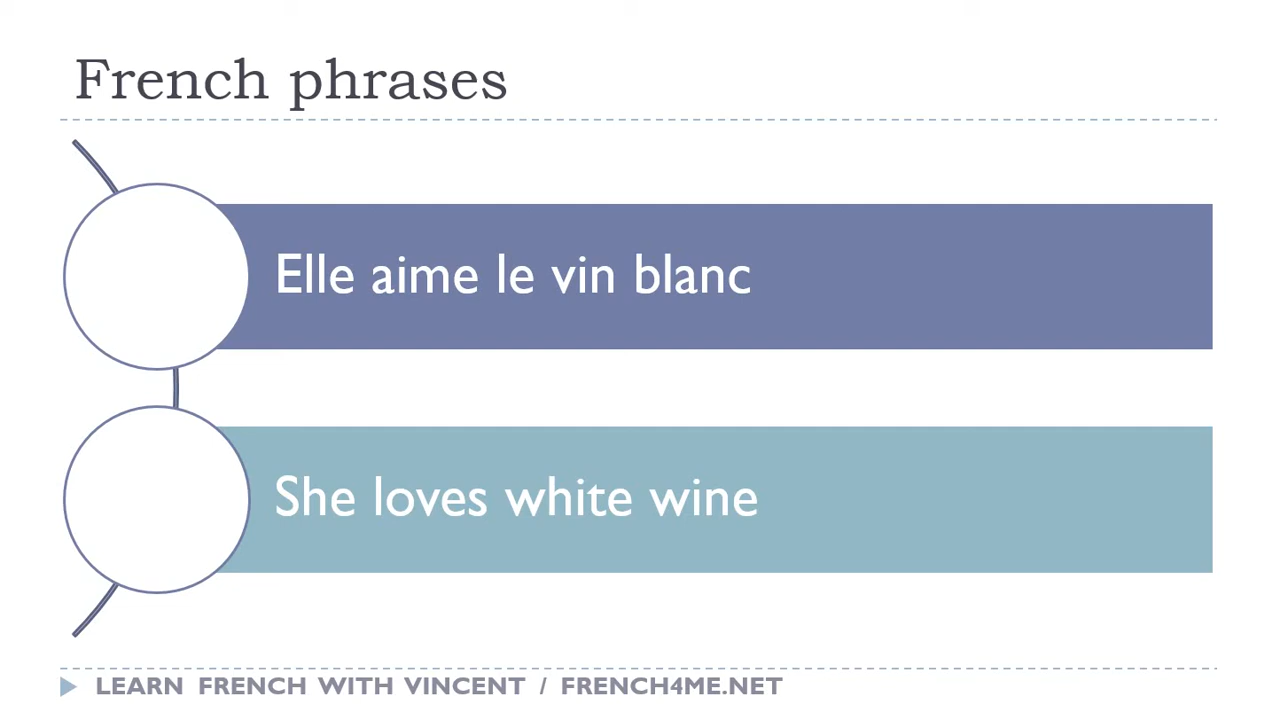 French phrases
Elle aime le vin blanc
She loves white wine
LEARN FRENCH WITH VINCENT / FRENCH4ME.NET